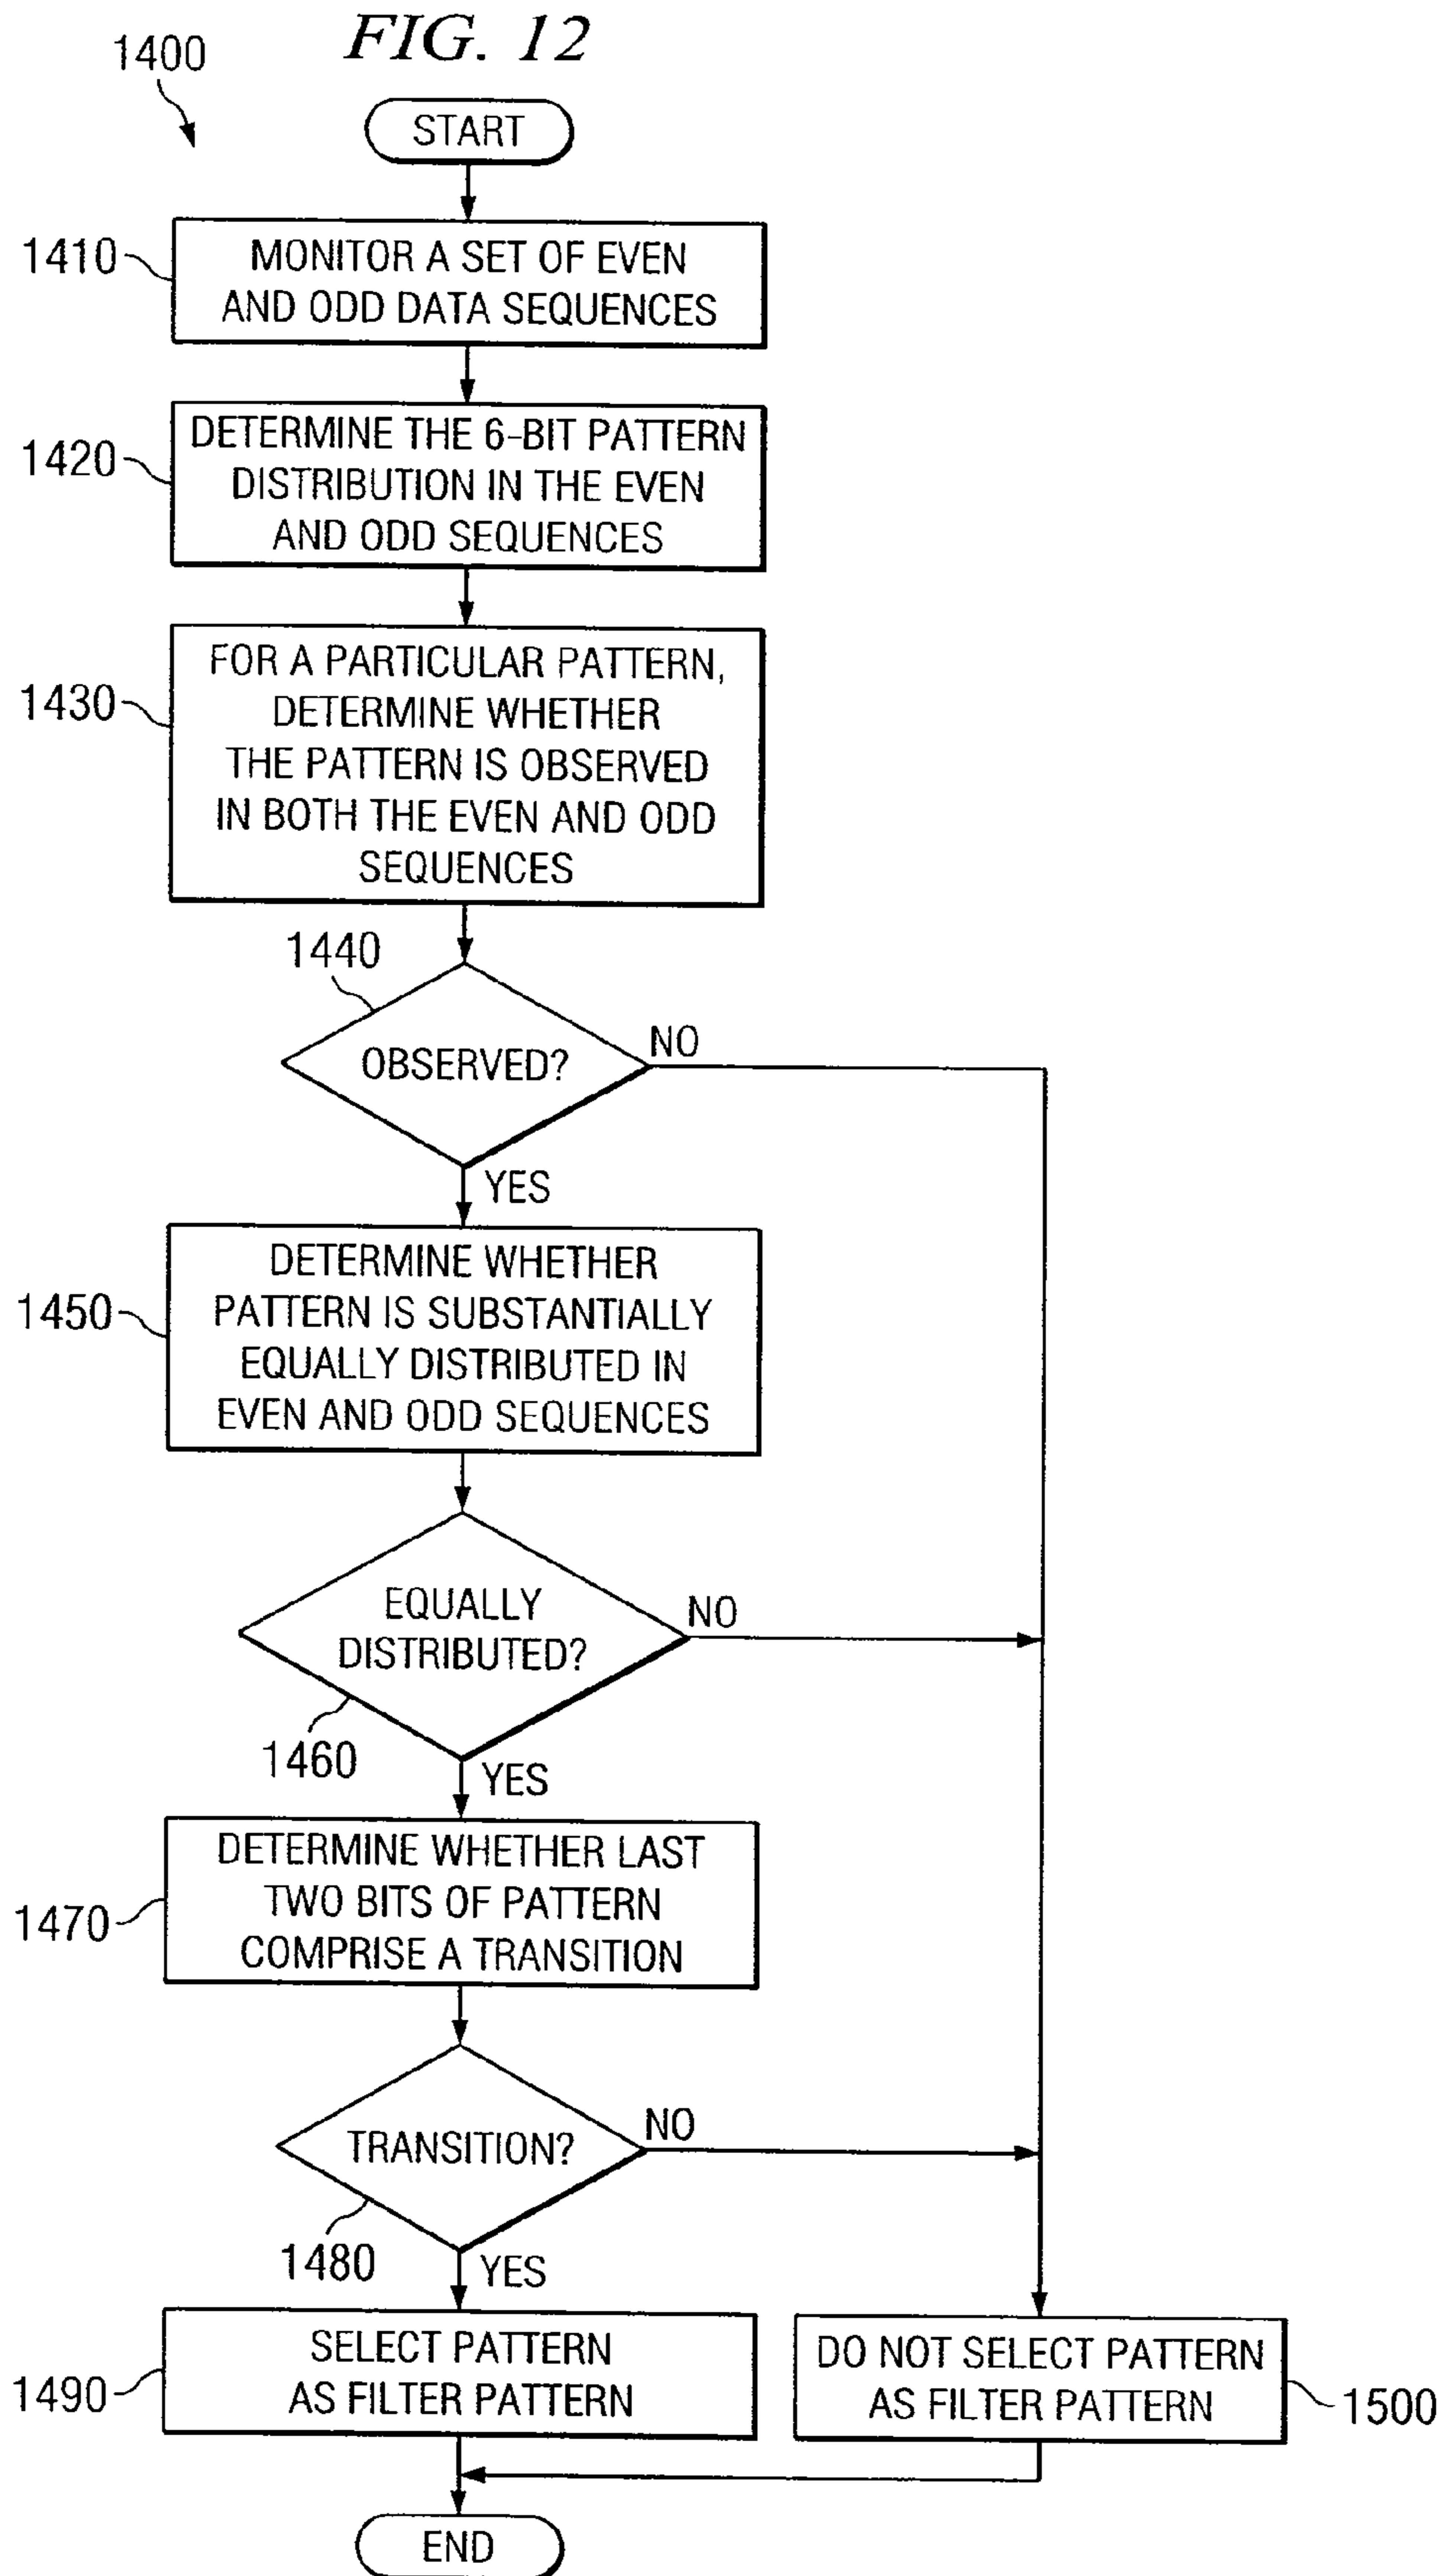 FIG. 12
1400
START
1410
MONITOR A SET OF EVEN
AND ODD DATA SEQUENCES
1420
DETERMINE THE 6-BIT PATTERN
DISTRIBUTION IN THE EVEN
AND ODD SEQUENCES
1430
FOR A PARTICULAR PATTERN,
DETERMINE WHETHER
THE PATTERN IS OBSERVED
IN BOTH THE EVEN AND ODD
SEQUENCES
1440
OBSERVED?
NO
YES
1450
DETERMINE WHETHER
PATTERN IS SUBSTANTIALLY
EQUALLY DISTRIBUTED IN
EVEN AND ODD SEQUENCES
EQUALLY
DISTRIBUTED?
NO
1460
YES
1470
DETERMINE WHETHER LAST
TWO BITS OF PATTERN
COMPRISE A TRANSITION
TRANSITION?
NO
1480
YES
1490
SELECT PATTERN
AS FILTER PATTERN
DO NOT SELECT PATTERN
AS FILTER PATTERN
1500
END